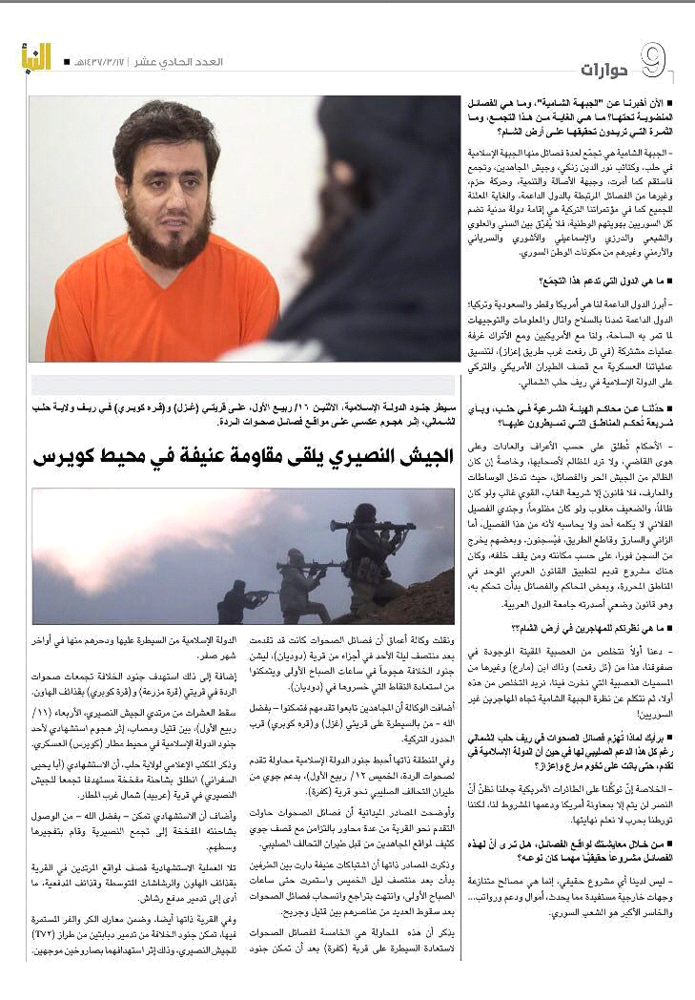 9
حوارات
العدد الحادي عشر | ١٤٣٧/٣/١٧هـ ■
النبأ
■ الآن أخبرنا عن "الجبهة الشامية"، وما هي الفصائل
المنضوية تحتها؟ ما هي الغاية من هذا التجمع، وما
الثمرة التي تريدون تحقيقها على أرض الشام؟
- الجبهة الشامية هي تجمّع لعدة فصائل منها الجبهة الإسلامية
في حلب، وكتائب نور الدين زنكي، وجيش المجاهدين، وتجمع
فاستقم كما أمرت، وجبهة الأصالة والتنمية، وحركة حزم،
وغيرها من الفصائل المرتبطة بالدول الداعمة، والغاية المعلنة
للجميع كما في مؤتمراتنا التركية هي إقامة دولة مدنية تضم
كل السوريين بهويتهم الوطنية، فلا يُفرّق بين السني والعلوي
والشيعي والدرزي والإسماعيلي والآشوري والسرياني
والأرمني وغيرهم من مكونات الوطن السوري.
■ ما هي الدول التي تدعم هذا التجمّع؟
- أبرز الدول الداعمة لنا هي أمريكا وقطر والسعودية وتركيا؛
الدول الداعمة تمدنا بالسلاح والمال والمعلومات والتوجيهات
لما تمر به الساحة، ولنا مع الأمريكيين ومع الأتراك غرفة
عمليات مشتركة (في تل رفعت غرب طريق إعزاز)، لتنسيق
عملياتنا العسكرية مع قصف الطيران الأمريكي والتركي
على الدولة الإسلامية في ريف حلب الشمالي.
■ حدّثنا عن محاكم الهيئة الشرعية في حلب، وبأي
شريعة تُحكم المناطق التي تسيطرون عليها؟
- الأحكام تُطلق على حسب الأعراف والعادات وعلى
هوى القاضي، ولا ترد المظالم لأصحابها، وخاصةً إن كان
الظالم من الجيش الحر والفصائل، حيث تدخل الوساطات
والمعارف، فلا قانون إلا شريعة الغاب، القوي غالب ولو كان
ظالماً، والضعيف مغلوب ولو كان مظلوماً، وجندي الفصيل
الفلاني لا يكلمه أحد ولا يحاسبه لأنه من هذا الفصيل، أما
الزاني والسارق وقاطع الطريق، فيُسجنون، وبعضهم يخرج
من السجن فورا، على حسب مكانته ومن يقف خلفه، وكان
هناك مشروع قديم لتطبيق القانون العربي الموحد في
المناطق المحررة، وبعض المحاكم والفصائل بدأت تحكم به،
وهو قانون وضعي أصدرته جامعة الدول العربية.
■ ما هي نظرتكم للمهاجرين في أرض الشام؟؟
- دعنا أولاً نتخلص من العصبية المقيتة الموجودة في
صفوفنا، هذا من (تل رفعت) وذاك ابن (مارع) وغيرها من
المسميات العصبية التي نخرت فينا، نريد التخلص من هذه
أولا، ثم نتكلم عن نظرة الجبهة الشامية تجاه المهاجرين غير
السوريين!
■ برأيك لماذا تُهزم فصائل الصحوات في ريف حلب الشمالي
رغم كل هذا الدعم الصليبي لها في حين أن الدولة الإسلامية في
تقدم، حتى باتت على تخوم مارع وإعزاز؟
- الخلاصة إنّ توكُّلنا على الطائرات الأمريكية جعلنا نظنّ أنّ
النصر لن يتم إلا بمعاونة أمريكا ودعمها المشروط لنا، لكننا
تورطنا بحرب لا نعلم نهايتها.
■ من خلال معايشتك لواقع الفصائل، هل ترى أنّ لهذه
الفصائل مشروعاً حقيقيًّا مهما كان نوعه؟
- ليس لدينا أي مشروع حقيقي، إنما هي مصالح متنازعة
وجهات خارجية مستفيدة مما يحدث، أموال ودعم ورواتب...
والخاسر الأكبر هو الشعب السوري.
سيطر جنود الدولة الإسلامية، الاثنين ١٦/ ربيع الأول، على قريتي (غزل) و(قره كوبري) في ريف ولاية حلب
الشمالي، إثر هجوم عكسي على مواقع فصائل صحوات الردة.
الجيش النصيري يلقى مقاومة عنيفة في محيط كويرس
ونقلت وكالة أعماق أن فصائل الصحوات كانت قد تقدمت
بعد منتصف ليلة الأحد في أجزاء من قرية (دوديان)، ليشن
جنود الخلافة هجوماً في ساعات الصباح الأولى ويتمكنوا
من استعادة النقاط التي خسروها في (دوديان).
أضافت الوكالة أن المجاهدين تابعوا تقدمهم فتمكنوا – بفضل
الله – من بالسيطرة على قريتي (غزل) و(قره كوبري) قرب
الحدود التركية.
وفي المنطقة ذاتها أحبط جنود الدولة الإسلامية محاولة تقدم
لصحوات الردة، الخميس ١٢/ ربيع الأول)، بدعم جوي من
طيران التحالف الصليبي نحو قرية (كفرة).
وأوضحت المصادر الميدانية أن فصائل الصحوات حاولت
التقدم نحو القرية من عدة محاور بالتزامن مع قصف جوي
كثيف لمواقع المجاهدين من قبل طيران التحالف الصليبي.
وذكرت المصادر ذاتها أن اشتباكات عنيفة دارت بين الطرفين
بدأت بعد منتصف ليل الخميس واستمرت حتى ساعات
الصباح الأولى، وانتهت بتراجع وانسحاب فصائل الصحوات
بعد سقوط العديد من عناصرهم بين قتيل وجريح.
يذكر أن هذه المحاولة هي الخامسة لفصائل الصحوات
لاستعادة السيطرة على قرية (كفرة) بعد أن تمكن جنود
الدولة الإسلامية من السيطرة عليها ودحرهم منها في أواخر
شهر صفر.
إضافة إلى ذلك استهدف جنود الخلافة تجمعات صحوات
الردة في قريتي (قرة مزرعة) و(قرة كوبري) بقذائف الهاون.
سقط العشرات من مرتدي الجيش النصيري، الأربعاء (١١/
ربيع الأول)، بين قتيل ومصاب، إثر هجوم استشهادي لأحد
جنود الدولة الإسلامية في محيط مطار (كويرس) العسكري.
وذكر المكتب الإعلامي لولاية حلب، أن الاستشهادي (أبا يحيى
السفراني) انطلق بشاحنة مفخخة مستهدفا تجمعا للجيش
النصيري في قرية (عربيد) شمال غرب المطار.
وأضاف أن الاستشهادي تمكن – بفضل الله – من الوصول
بشاحنته المفخخة إلى تجمع النصيرية وقام بتفجيرها
وسطهم.
تلا العملية الاستشهادية قصف لمواقع المرتدين في القرية
بقذائف الهاون والرشاشات المتوسطة وقذائف المدفعية، ما
أدى إلى تدمير مدفع رشاش.
وفي القرية ذاتها أيضا، وضمن معارك الكر والفر المستمرة
فيها، تمكن جنود الخلافة من تدمير دبابتين من طراز (T٧٢)
للجيش النصيري، وذلك إثر استهدافهما بصاروخين موجهين.